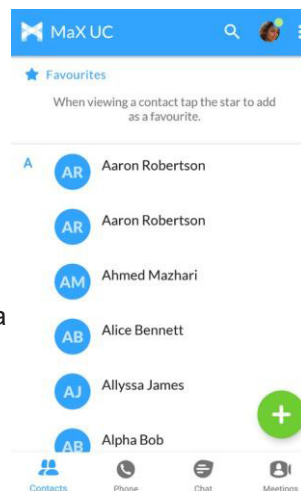 MaX UC
Favourites
When viewing a contact tap the star to add
as a favourite.
A
AR Aaron Robertson
AR Aaron Robertson
AM Ahmed Mazhari
a
AB Alice Bennett
AJ Allyssa James
+
AB Alpha Bob
Contacts Phone Chat Meetings